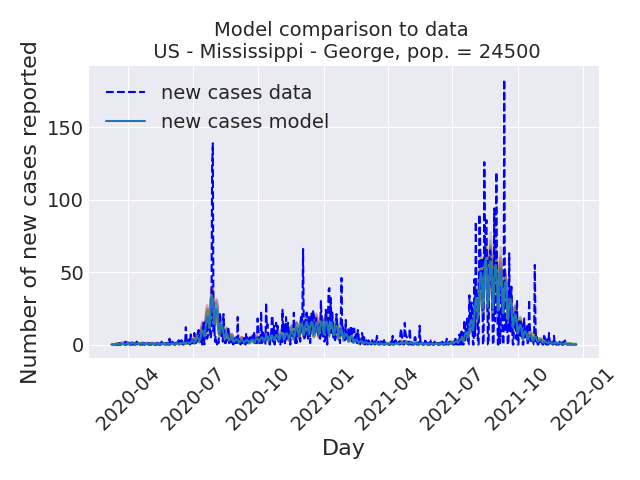 Model comparison to data
US - Mississippi - George, pop. = 24500
new cases data
new cases model
Number of new cases reported
150
100
50
0
2020-04
2020-07
2020-10
2021-01
2021-04
2021-07
2021-10
2022-01
Day